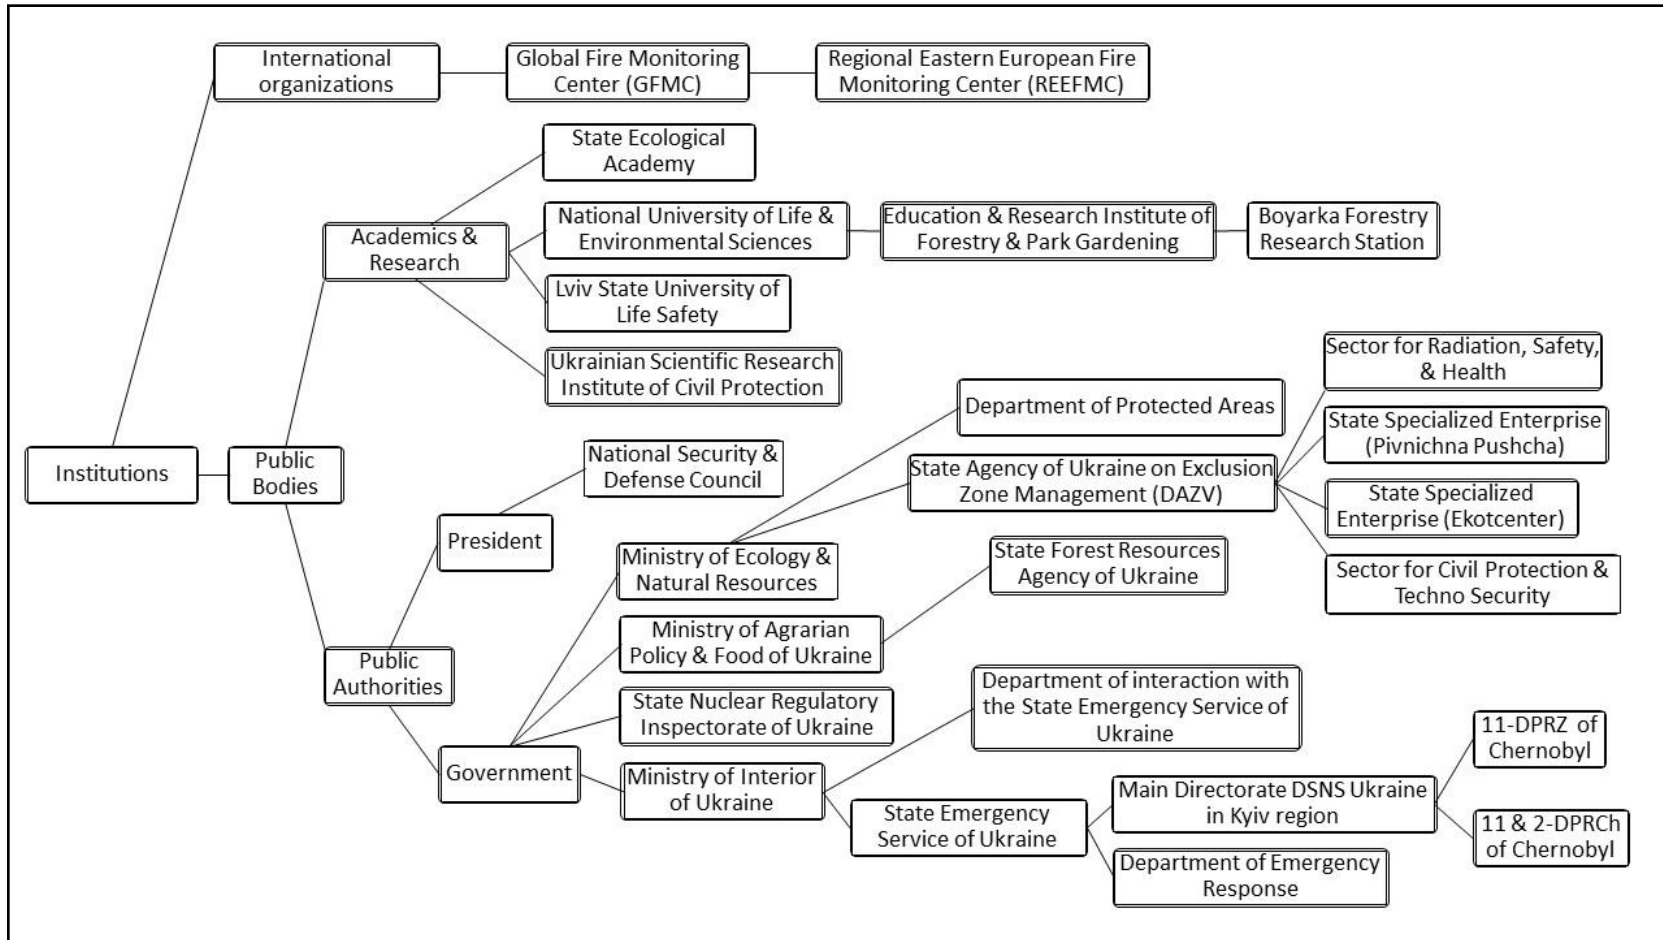 International
organizations
Global Fire Monitoring
Center (GFMC)
Regional Eastern European Fire
Monitoring Center (REEFMC)
State Ecological
Academy
National University of Life &
Environmental Sciences
Education & Research Institute of
Forestry & Park Gardening
Boyarka Forestry
Research Station
Academics &
Research
Lviv State University of
Life Safety
Ukrainian Scientific Research
Institute of Civil Protection
Sector for Radiation, Safety,
& Health
Department of Protected Areas
State Specialized Enterprise
(Pivnichna Pushcha)
Institutions
Public
Bodies
National Security &
Defense Council
State Agency of Ukraine on Exclusion
Zone Management (DAZV)
State Specialized
Enterprise (Ekotcenter)
President
Ministry of Ecology &
Natural Resources
State Forest Resources
Agency of Ukraine
Sector for Civil Protection &
Techno Security
Ministry of Agrarian
Policy & Food of Ukraine
Public
Authorities
State Nuclear Regulatory
Inspectorate of Ukraine
Department of interaction with
the State Emergency Service of
Ukraine
11-DPRZ of
Chernobyl
Government
Ministry of Interior
of Ukraine
State Emergency
Service of Ukraine
Main Directorate DSNS Ukraine
in Kyiv region
11 & 2-DPRCh
of Chernobyl
Department of Emergency
Response